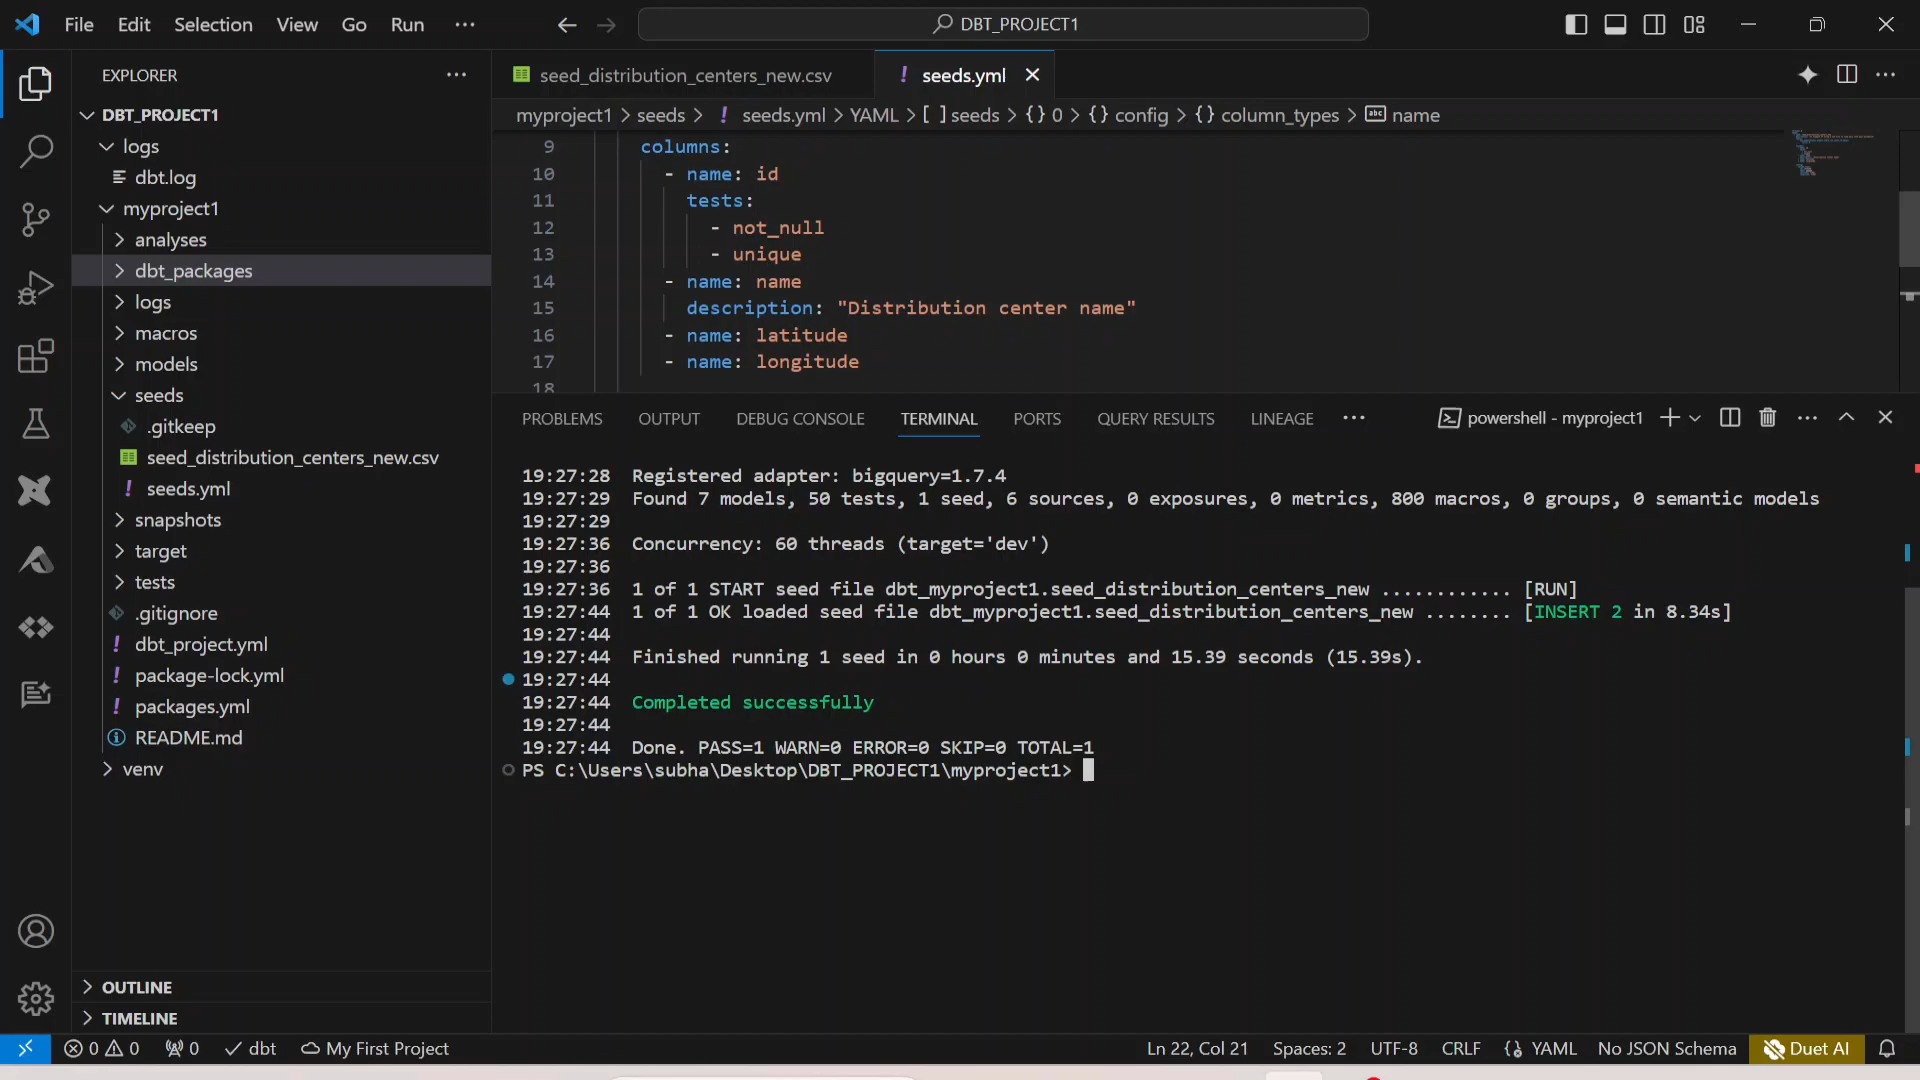 File Edit Selection View Go Run ...
DBT_PROJECT1
EXPLORER
DBT_PROJECT1
logs
dbt.log
myproject1
analyses
dbt_packages
logs
macros
models
seeds
.gitkeep
seed_distribution_centers_new.csv
seeds.yml
snapshots
target
tests
.gitignore
dbt_project.yml
package-lock.yml
packages.yml
README.md
venv
OUTLINE
TIMELINE
seed_distribution_centers_new.csv
seeds.yml
myproject1 > seeds > ! seeds.yml > YAML > [ ] seeds > {} 0 > {} config > {} column_types > abc name
9 columns:
10 - name: id
11 tests:
12 - not_null
13 - unique
14 - name: name
15 description: "Distribution center name"
16 - name: latitude
17 - name: longitude
18
PROBLEMS OUTPUT DEBUG CONSOLE TERMINAL PORTS QUERY RESULTS LINEAGE ... powershell - myproject1
19:27:28 Registered adapter: bigquery=1.7.4
19:27:29 Found 7 models, 50 tests, 1 seed, 6 sources, 0 exposures, 0 metrics, 800 macros, 0 groups, 0 semantic models
19:27:29
19:27:36 Concurrency: 60 threads (target='dev')
19:27:36
19:27:36 1 of 1 START seed file dbt_myproject1.seed_distribution_centers_new ............ [RUN]
19:27:44 1 of 1 OK loaded seed file dbt_myproject1.seed_distribution_centers_new ........ [INSERT 2 in 8.34s]
19:27:44
19:27:44 Finished running 1 seed in 0 hours 0 minutes and 15.39 seconds (15.39s).
19:27:44
19:27:44 Completed successfully
19:27:44
19:27:44 Done. PASS=1 WARN=0 ERROR=0 SKIP=0 TOTAL=1
PS C:\Users\subha\Desktop\DBT_PROJECT1\myproject1>
0 0 0 dbt My First Project Ln 22, Col 21 Spaces: 2 UTF-8 CRLF YAML No JSON Schema Duet AI